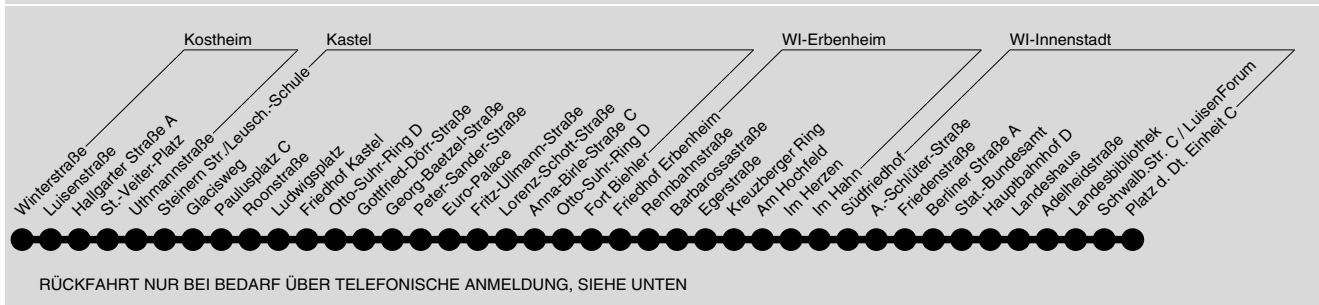 Kostheim
Kastel
WI-Erbenheim
WI-Innenstadt
Winterstraße
Luisenstraße
Hallgarter Straße A
St.-Veiter-Platz
Uthmannstraße
Steinern Str./Leusch.-Schule
Glacisweg
Pauluspatz C
Roonstraße
Ludwigsplatz
Friedhof Kastel
Otto-Suhr-Ring D
Gottfried-Dörr-Straße
Georg-Baetzel-Straße
Peter-Sander-Straße
Euro-Palace
Fritz-Ullmann-Straße
Lorenz-Schott-Straße
Anna-Birle-Straße C
Otto-Suhr-Ring D
Fort Biehler
Friedhof Erbenheim
Rennbahnstraße
Barbarossastraße
Egerstraße
Kreuzberger Ring
Am Hochfeld
Im Herzen
Im Hahn
Südfriedhof
A.-Schlüter-Straße
Friedenstraße
Berliner Straße A
Stat.-Bundesamt
Hauptbahnhof D
Landeshaus
Adelheidstraße
Landesbibliothek
Schwalb.Str. C / LuisenForum
Platz d. Dt. Einheit C
RÜCKFAHRT NUR BEI BEDARF ÜBER TELEFONISCHE ANMELDUNG, SIEHE UNTEN